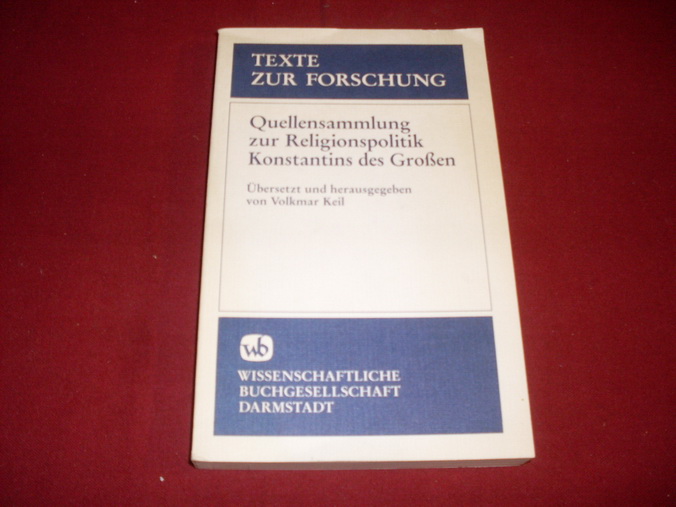 TEXTE
ZUR FORSCHUNG
Quellensammlung
zur Religionspolitik
Konstantins des Großen
Übersetzt und herausgegeben
von Volkmar Keil
wb
WISSENSCHAFTLICHE
BUCHGESELLSCHAFT
DARMSTADT